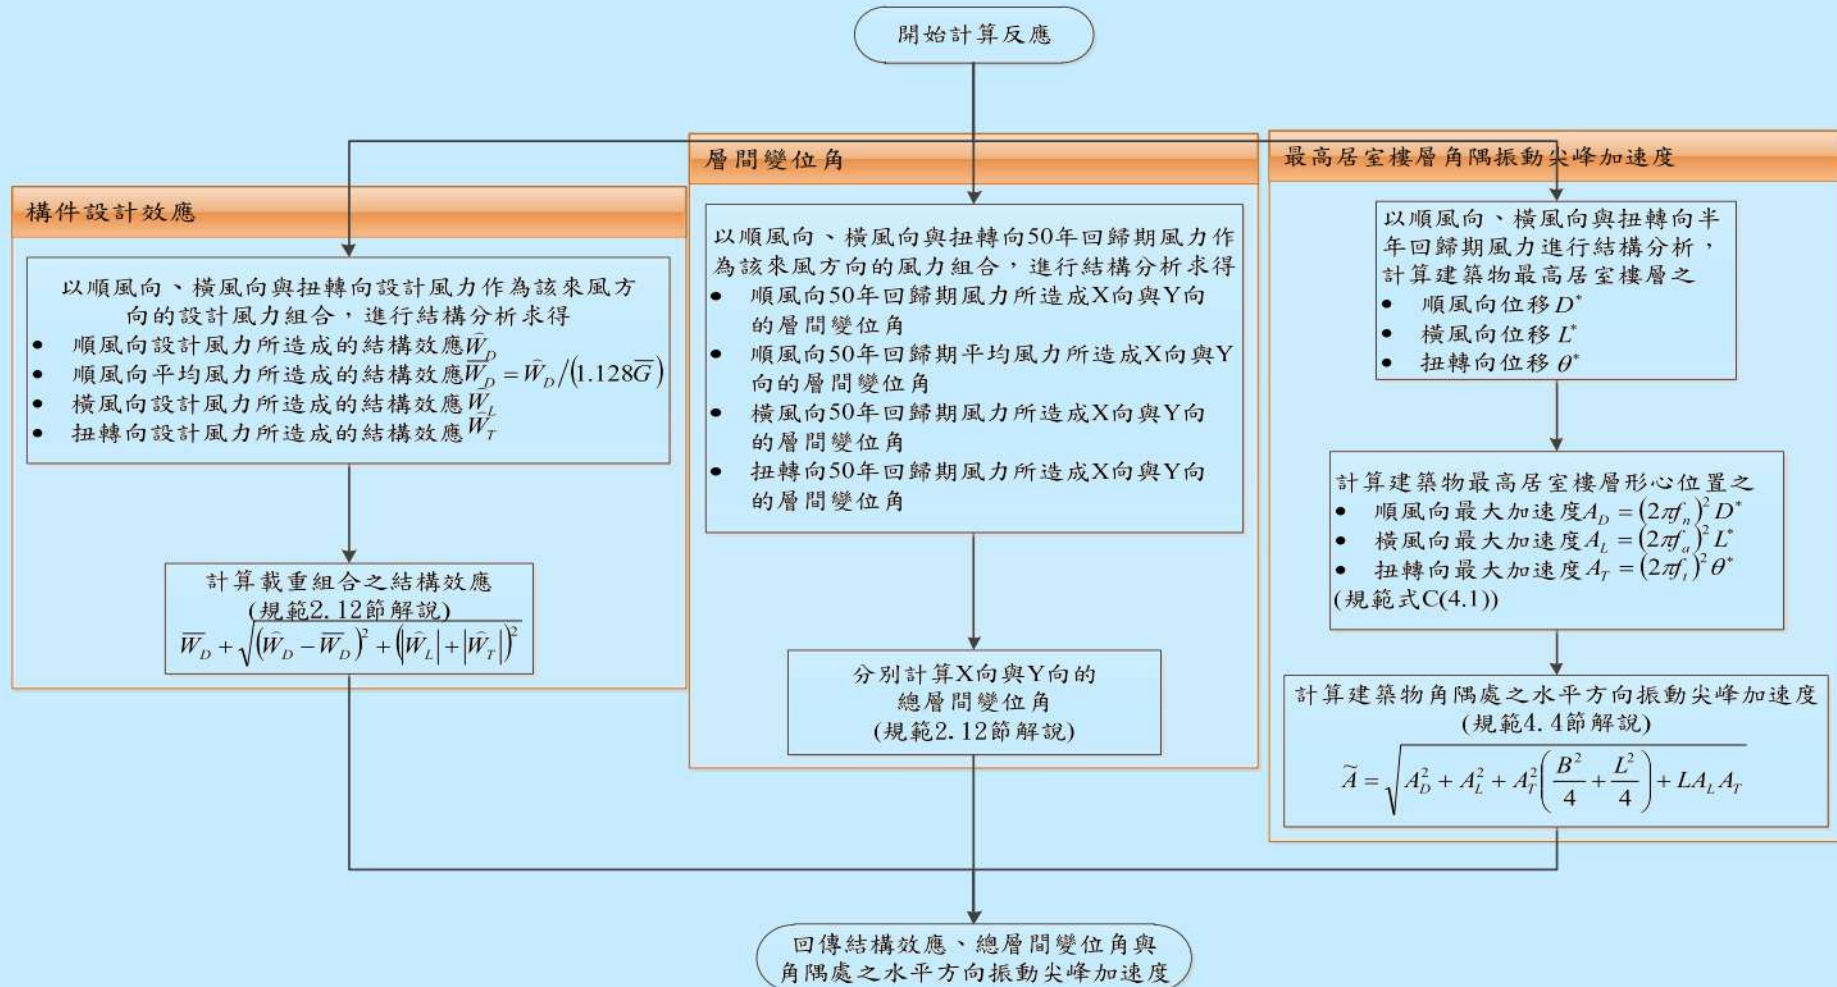 開始計算反應
構件設計效應
以順風向、橫風向與扭轉向設計風力作為該來風方
向的設計風力組合，進行結構分析求得
• 順風向設計風力所造成的結構效應Ŵ_D
• 順風向平均風力所造成的結構效應W̅_D = Ŵ_D/(1.128G̅)
• 橫風向設計風力所造成的結構效應Ŵ_L
• 扭轉向設計風力所造成的結構效應Ŵ_T
計算載重組合之結構效應
(規範2.12節解說)
W̅_D + √((Ŵ_D − W̅_D)² + (|Ŵ_L| + |Ŵ_T|)²)
層間變位角
以順風向、橫風向與扭轉向50年回歸期風力作
為該來風方向的風力組合，進行結構分析求得
• 順風向50年回歸期風力所造成X向與Y向
的層間變位角
• 順風向50年回歸期平均風力所造成X向與Y
向的層間變位角
• 橫風向50年回歸期風力所造成X向與Y向
的層間變位角
• 扭轉向50年回歸期風力所造成X向與Y向
的層間變位角
分別計算X向與Y向的
總層間變位角
(規範2.12節解說)
最高居室樓層角隅振動尖峰加速度
以順風向、橫風向與扭轉向半
年回歸期風力進行結構分析，
計算建築物最高居室樓層之
• 順風向位移 D*
• 橫風向位移 L*
• 扭轉向位移 θ*
計算建築物最高居室樓層形心位置之
• 順風向最大加速度A_D = (2πf_n)² D*
• 橫風向最大加速度A_L = (2πf_a)² L*
• 扭轉向最大加速度A_T = (2πf_t)² θ*
(規範式C(4.1))
計算建築物角隅處之水平方向振動尖峰加速度
(規範4.4節解說)
Ã = √(A_D² + A_L² + A_T²(B²/4 + L²/4) + LA_L A_T)
回傳結構效應、總層間變位角與
角隅處之水平方向振動尖峰加速度